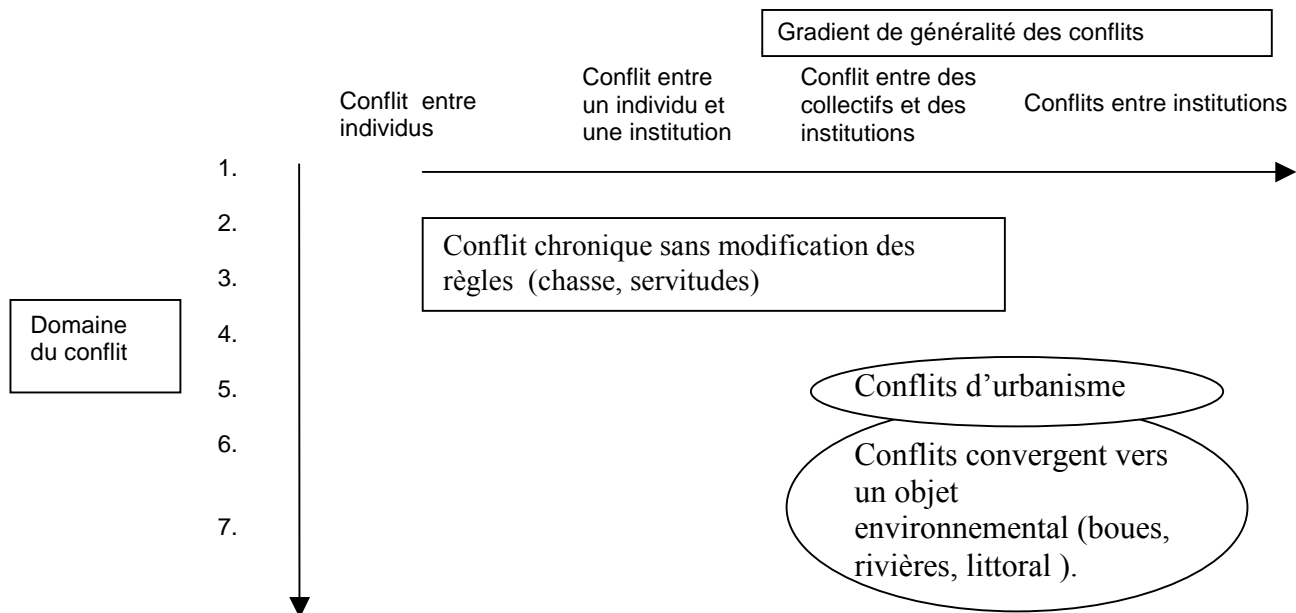 Gradient de généralité des conflits
Conflit entre
individus
Conflit entre
un individu et
une institution
Conflit entre des
collectifs et des
institutions
Conflits entre institutions
1.
2.
Conflit chronique sans modification des
règles (chasse, servitudes)
3.
Domaine
du conflit
4.
5.
Conflits d’urbanisme
6.
Conflits convergent vers
un objet
environnemental (boues,
rivières, littoral ).
7.